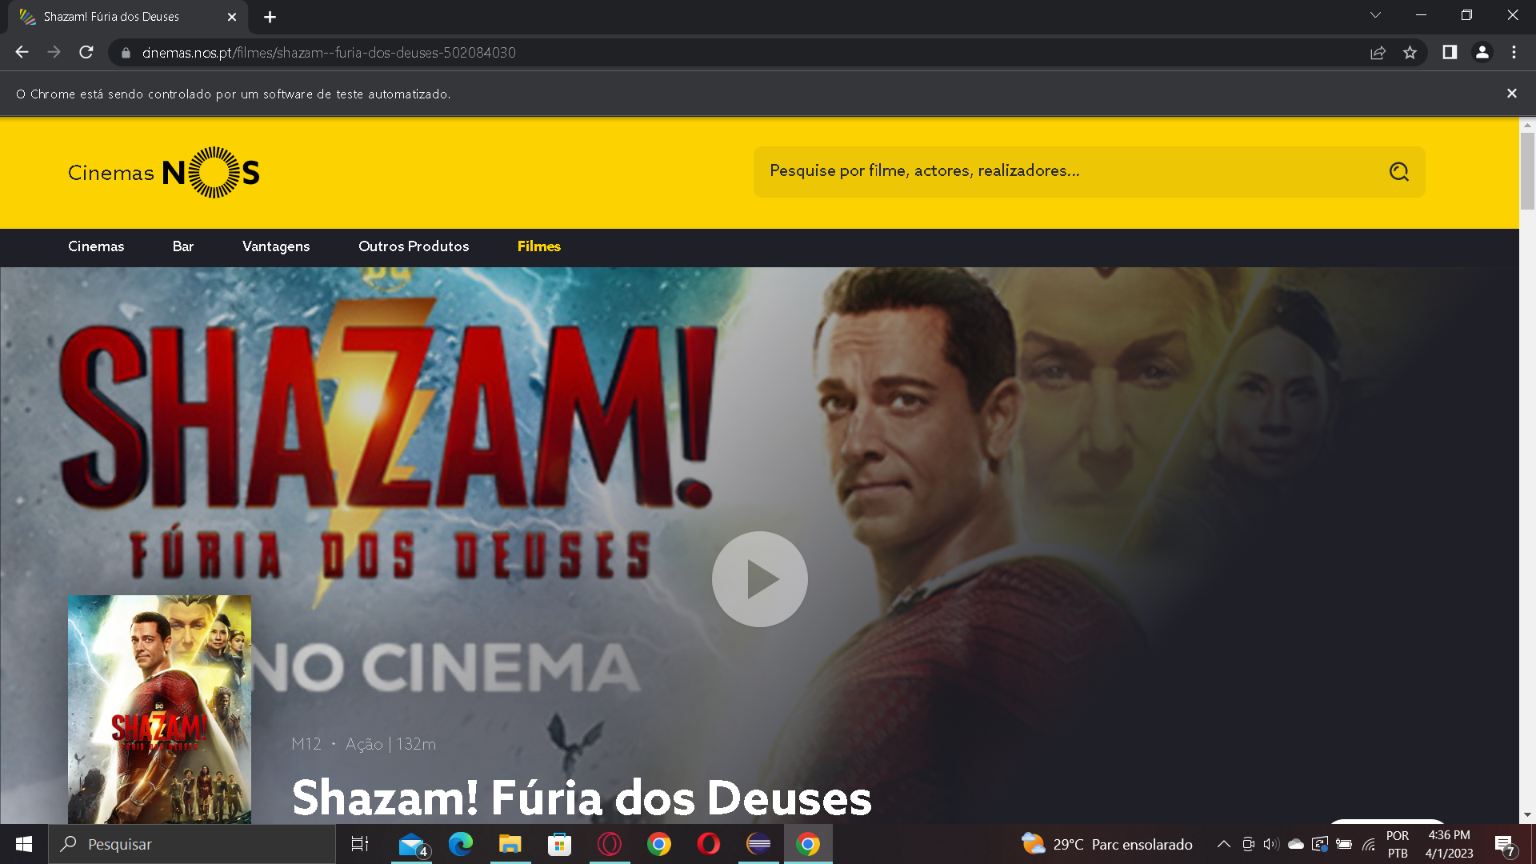 Shazam! Fúria dos Deuses
cinemas.nos.pt/filmes/shazam--furia-dos-deuses-502084030
O Chrome está sendo controlado por um software de teste automatizado.
Cinemas NOS
Pesquise por filme, actores, realizadores...
Cinemas
Bar
Vantagens
Outros Produtos
Filmes
SHAZAM!
FÚRIA DOS DEUSES
NO CINEMA
DC
SHAZAM!
FÚRIA DOS DEUSES
M12 · Ação | 132m
Shazam! Fúria dos Deuses
Pesquisar
4
29°C Parc ensolarado
POR
PTB
4:36 PM
4/1/2023
7